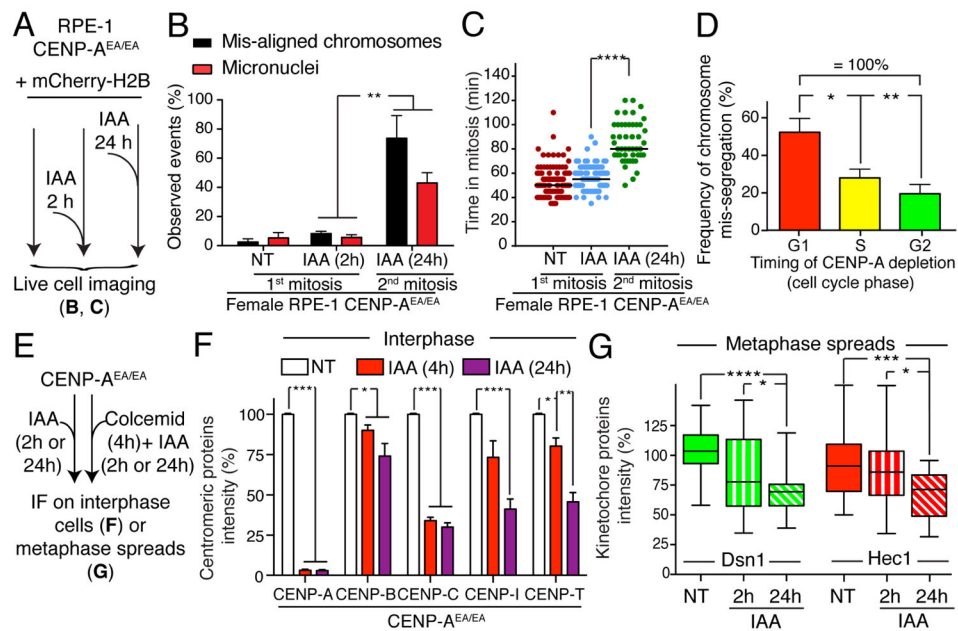 A
RPE-1
CENP-A^EA/EA
+ mCherry-H2B
IAA
24 h
IAA
2 h
Live cell imaging
(B, C)
B
Mis-aligned chromosomes
Micronuclei
Observed events (%)
100
80
60
40
20
0
**
NT
IAA (2h)
IAA (24h)
1st mitosis
2nd mitosis
Female RPE-1 CENP-A^EA/EA
C
Time in mitosis (min)
140
120
100
80
60
40
20
0
****
NT
IAA
IAA (24h)
1st mitosis
2nd mitosis
Female RPE-1 CENP-A^EA/EA
D
Frequency of chromosome
mis-segregation (%)
80
60
40
20
0
= 100%
*
**
G1
S
G2
Timing of CENP-A depletion
(cell cycle phase)
E
CENP-A^EA/EA
IAA
(2h or
24h)
Colcemid
(4h)+ IAA
(2h or 24h)
IF on interphase
cells (F) or
metaphase spreads
(G)
F
Interphase
NT
IAA (4h)
IAA (24h)
Centromeric proteins
intensity (%)
100
75
50
25
0
***
*
***
***
*
**
CENP-A
CENP-B
CENP-C
CENP-I
CENP-T
CENP-A^EA/EA
G
Metaphase spreads
Kinetochore proteins
intensity (%)
125
100
75
50
25
0
****
*
***
*
Dsn1
Hec1
NT
2h
24h
NT
2h
24h
IAA
IAA